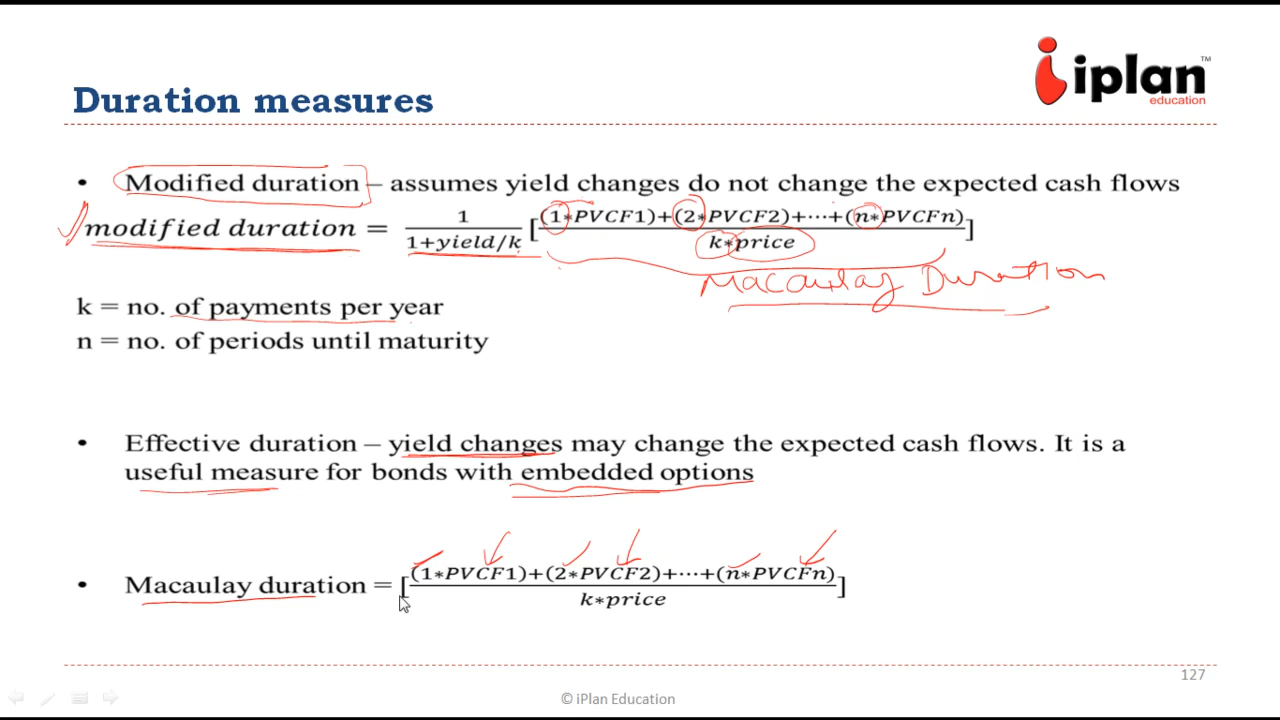 iplan™
education
Duration measures
• Modified duration – assumes yield changes do not change the expected cash flows
modified duration = 1/(1+yield/k) [((1*PVCF1)+(2*PVCF2)+⋯+(n*PVCFn))/(k*price)]
Macaulay Duration
k = no. of payments per year
n = no. of periods until maturity
• Effective duration – yield changes may change the expected cash flows. It is a
useful measure for bonds with embedded options
• Macaulay duration = [((1*PVCF1)+(2*PVCF2)+⋯+(n*PVCFn))/(k*price)]
127
© iPlan Education